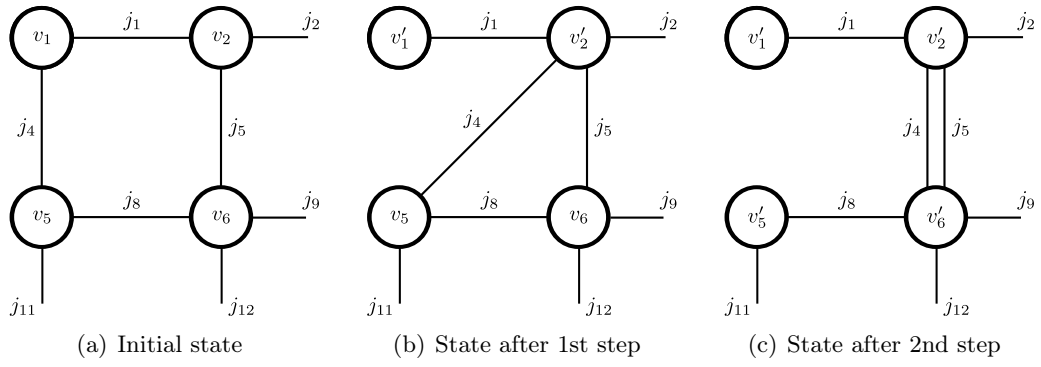 j₁ j₂ j₁ j₂ j₁ j₂
v₁ v₂ v′₁ v′₂ v′₁ v′₂
j₄ j₅ j₄ j₅ j₄ j₅
j₈ j₉ j₈ j₉ j₈ j₉
v₅ v₆ v₅ v₆ v′₅ v′₆
j₁₁ j₁₂ j₁₁ j₁₂ j₁₁ j₁₂
(a) Initial state (b) State after 1st step (c) State after 2nd step